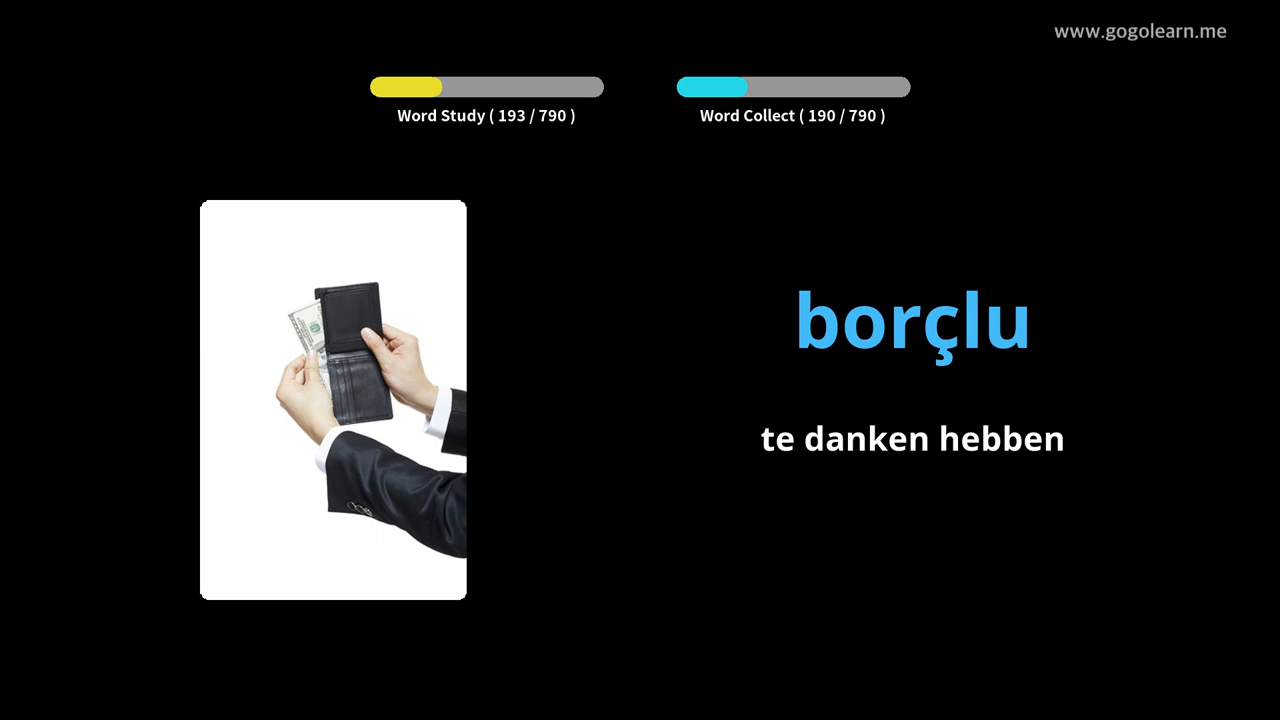 www.gogolearn.me
Word Study ( 193 / 790 )
Word Collect ( 190 / 790 )
borçlu
te danken hebben